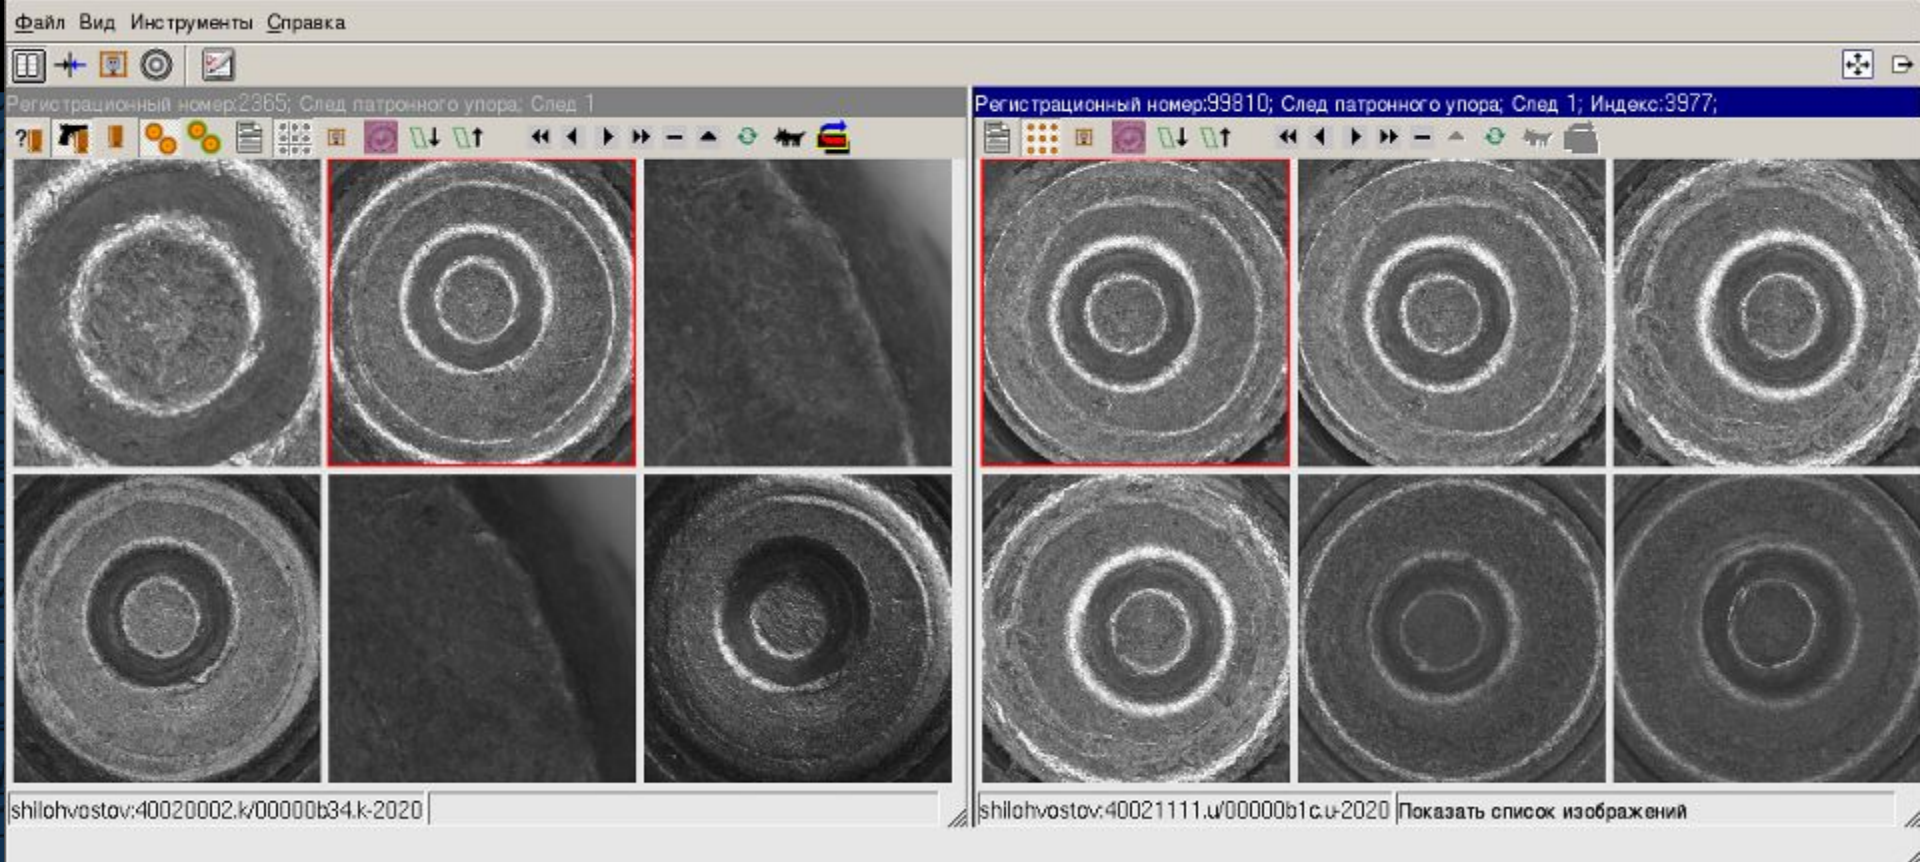 Файл Вид Инструменты Справка
Регистрационный номер:2365; След патронного упора; След 1
Регистрационный номер:99810; След патронного упора; След 1; Индекс:3977;
shilohvostov:40020002.k/00000b34.k-2020
shilohvostov:40021111.u/00000b1c.u-2020 Показать список изображений